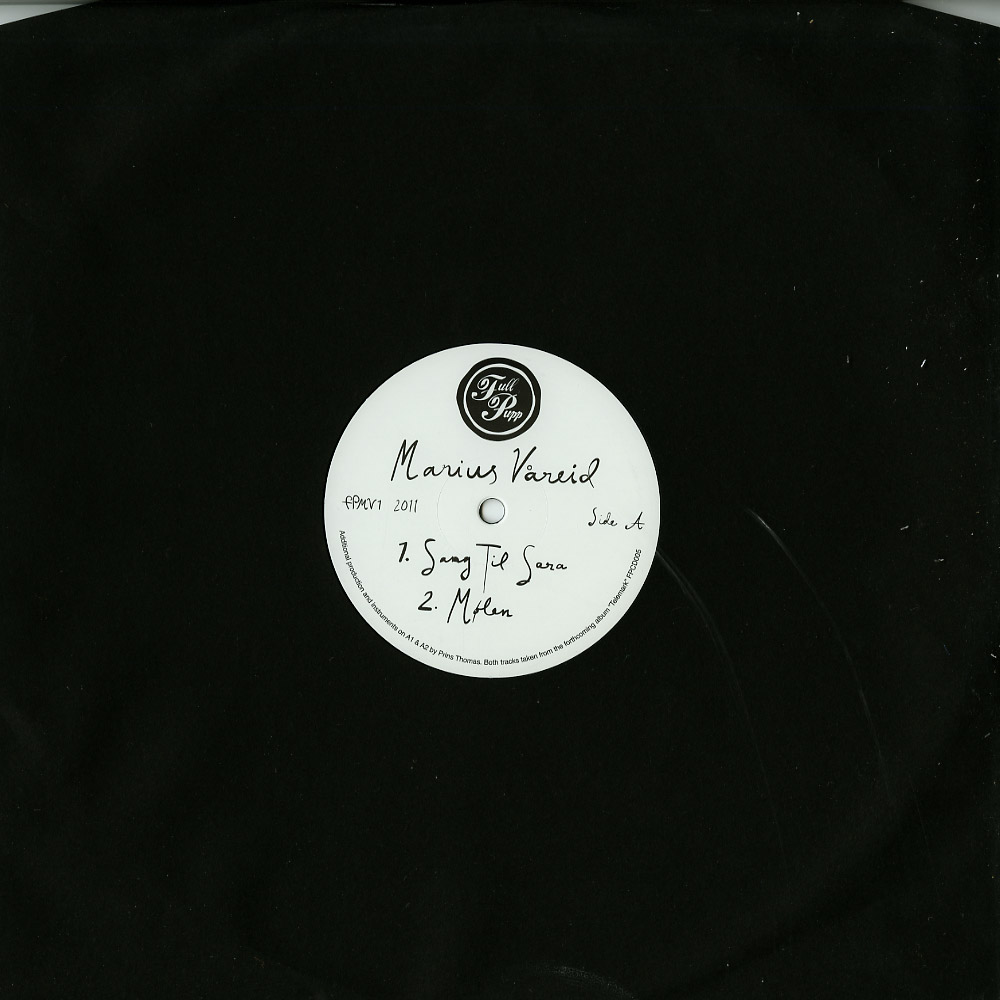 Full
Pupp
Marius Våreid
FPMV1 2011
Side A
1. Sang Til Sara
2. Mølen
Additional production and instruments on A1 & A2 by Prins Thomas. Both tracks taken from the forthcoming album "Telemark" FPCD005